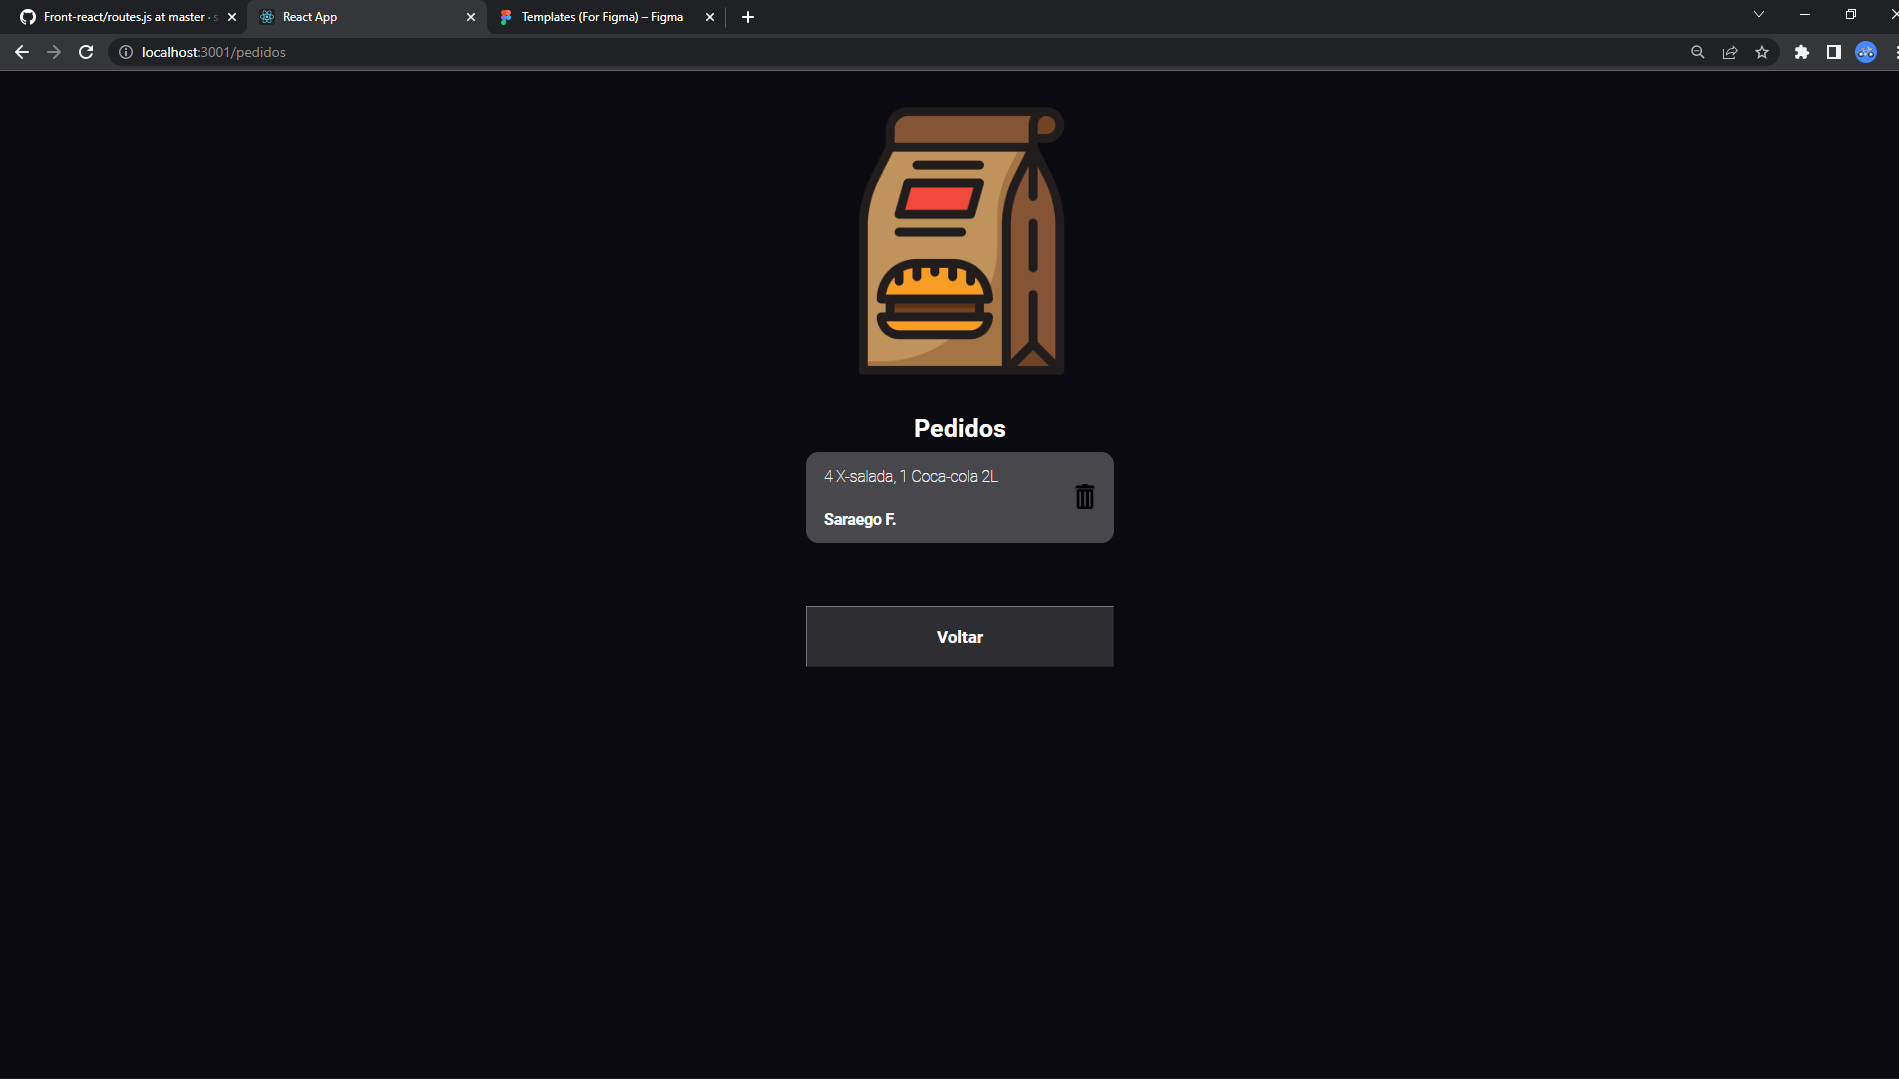 Front-react/routes.js at master · s
React App
Templates (For Figma) – Figma
localhost:3001/pedidos
Pedidos
4 X-salada, 1 Coca-cola 2L
Saraego F.
Voltar